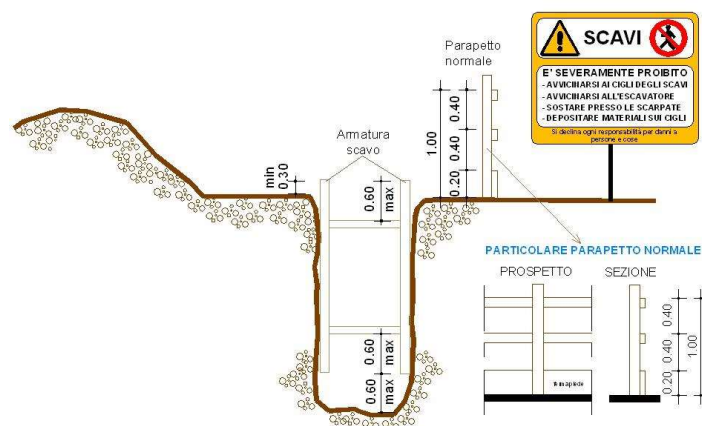 Parapetto
normale
SCAVI
E' SEVERAMENTE PROIBITO
- AVVICINARSI AI CIGLI DEGLI SCAVI
- AVVICINARSI ALL'ESCAVATORE
- SOSTARE PRESSO LE SCARPATE
- DEPOSITARE MATERIALI SUI CIGLI
Si declina ogni responsabilità per danni a
persone e cose
Armatura
scavo
min
0.30
0.60
max
1.00
0.40
0.40
0.20
0.60
max
0.60
max
PARTICOLARE PARAPETTO NORMALE
PROSPETTO
SEZIONE
0.40
0.40
0.20
1.00